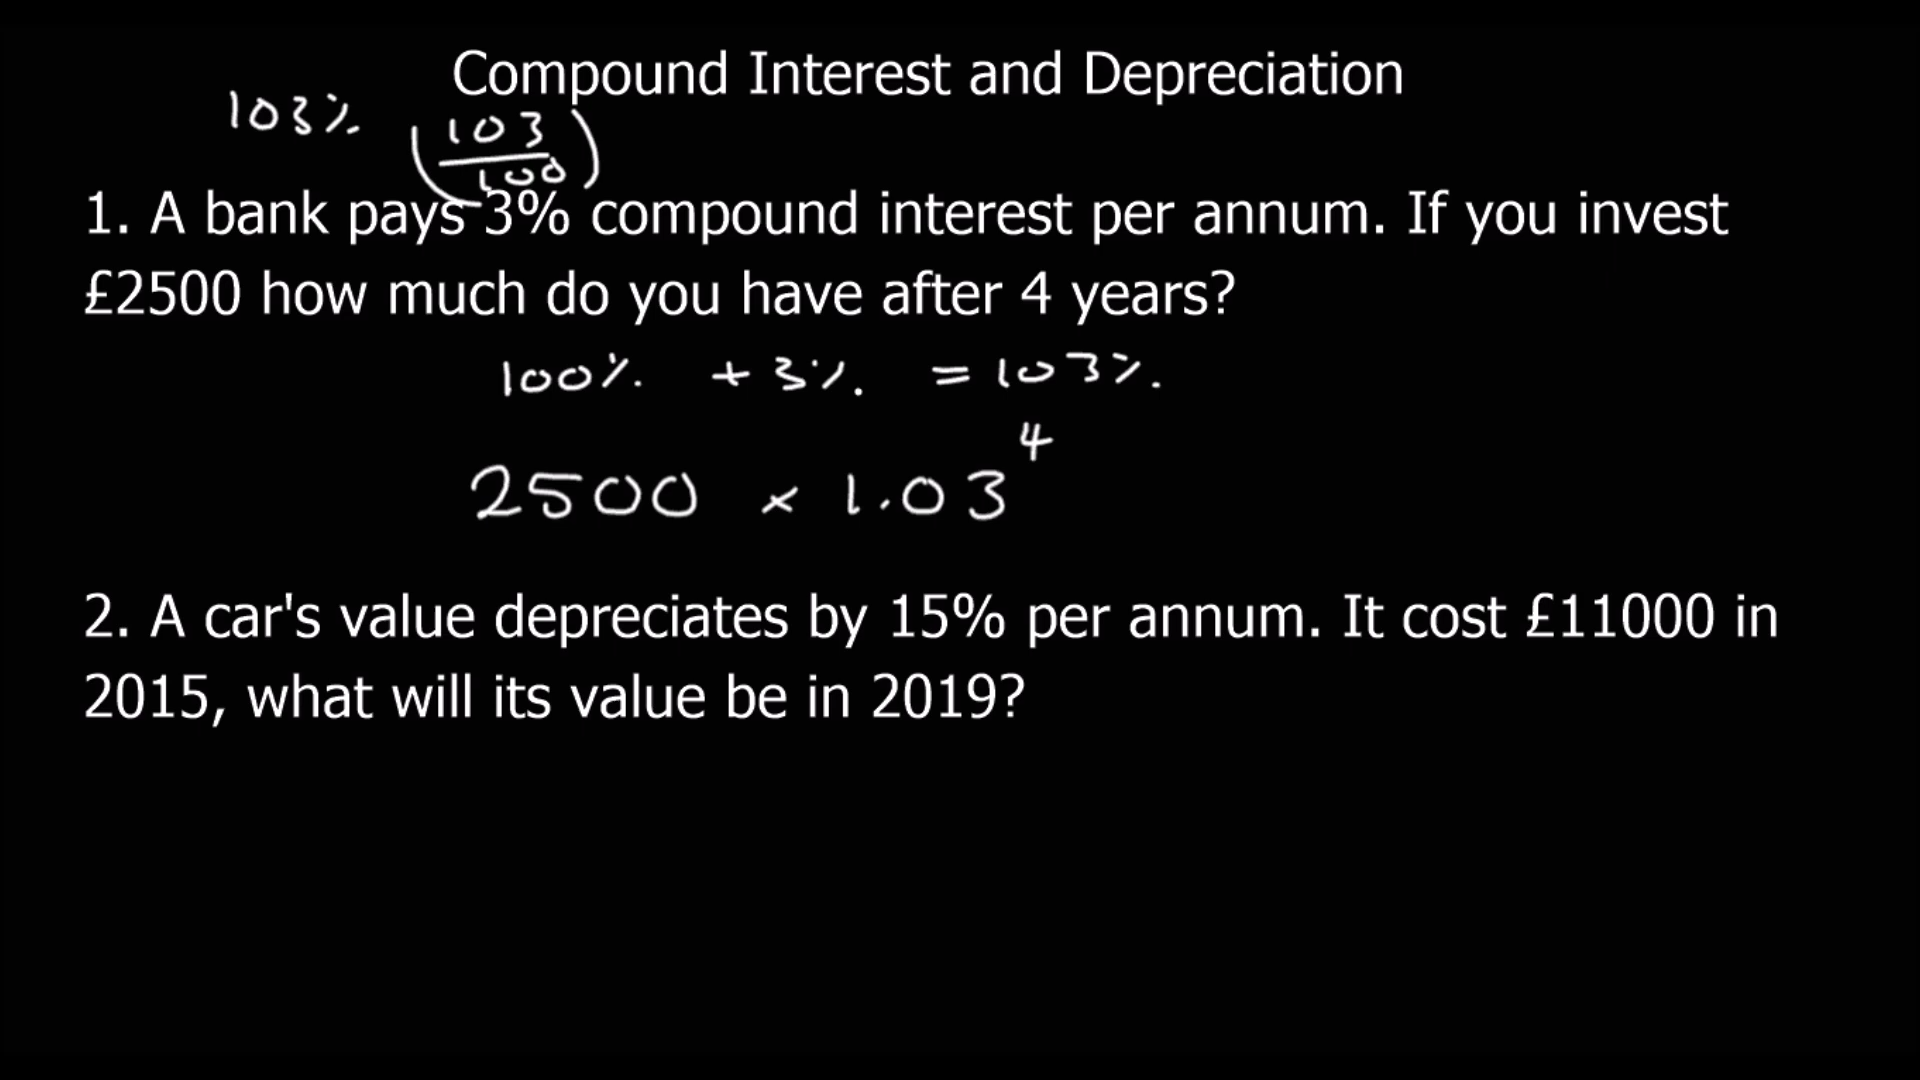 Compound Interest and Depreciation
103% (103/100)
1. A bank pays 3% compound interest per annum. If you invest
£2500 how much do you have after 4 years?
100% + 3% = 103%.
2500 × 1.03⁴
2. A car's value depreciates by 15% per annum. It cost £11000 in
2015, what will its value be in 2019?